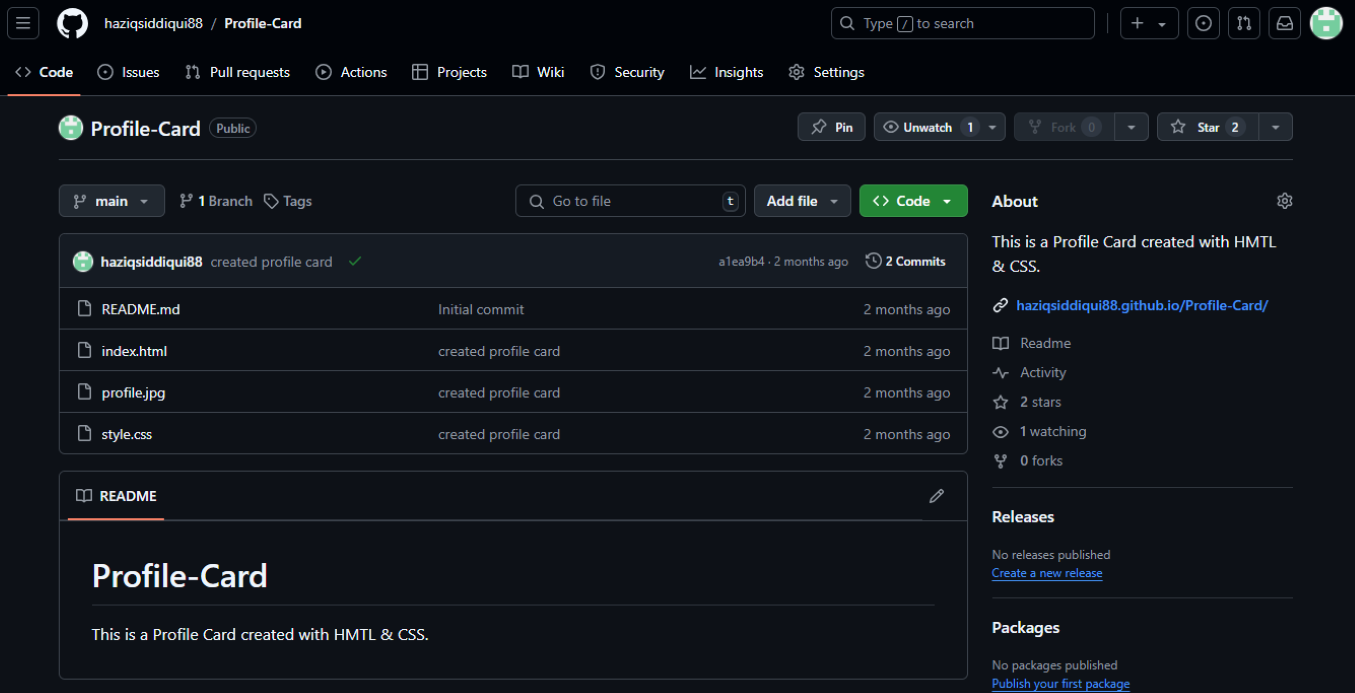 haziqsiddiqui88 / Profile-Card
Type / to search
Code Issues Pull requests Actions Projects Wiki Security Insights Settings
Profile-Card Public
Pin Unwatch 1 Fork 0 Star 2
main 1 Branch Tags Go to file t Add file Code
haziqsiddiqui88 created profile card a1ea9b4 · 2 months ago 2 Commits
README.md Initial commit 2 months ago
index.html created profile card 2 months ago
profile.jpg created profile card 2 months ago
style.css created profile card 2 months ago
README
Profile-Card
This is a Profile Card created with HMTL & CSS.
About
This is a Profile Card created with HMTL
& CSS.
haziqsiddiqui88.github.io/Profile-Card/
Readme
Activity
2 stars
1 watching
0 forks
Releases
No releases published
Create a new release
Packages
No packages published
Publish your first package